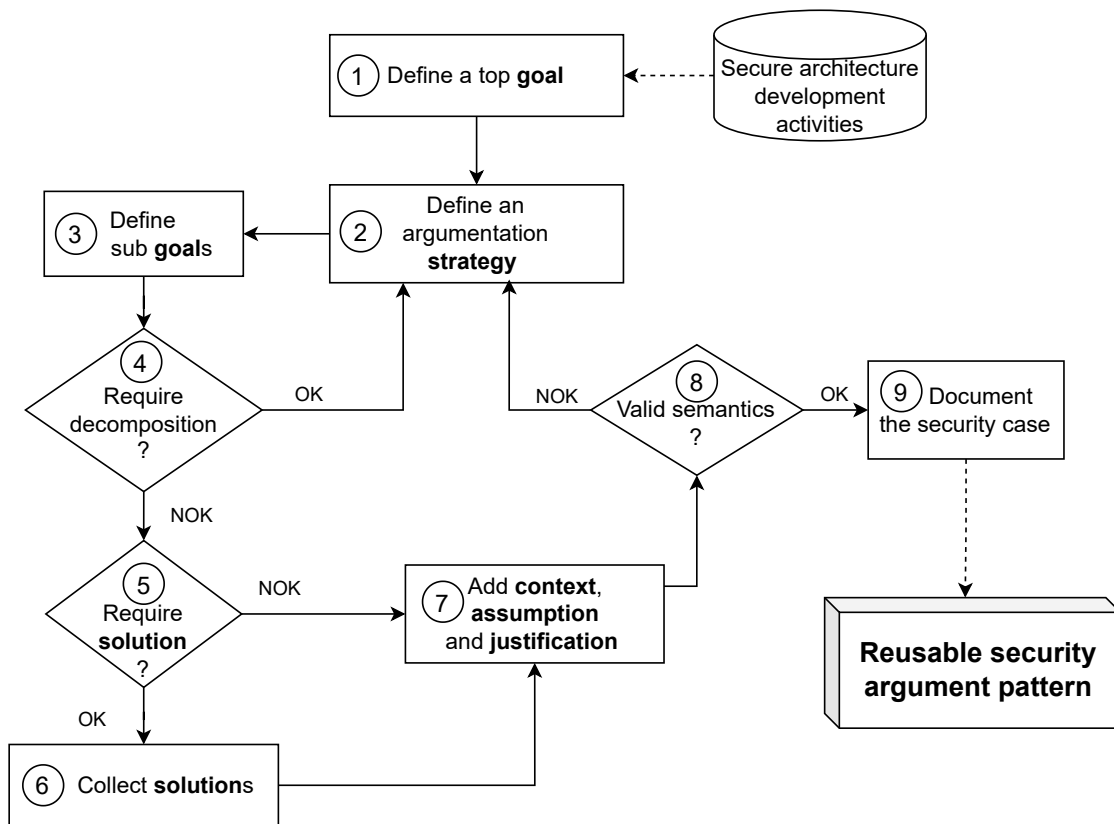 1
Define a top goal
Secure architecture
development
activities
2
Define an
argumentation
strategy
3
Define
sub goals
4
Require
decomposition
?
OK
NOK
5
Require
solution
?
NOK
OK
6
Collect solutions
7
Add context,
assumption
and justification
8
Valid semantics
?
NOK
OK
9
Document
the security case
Reusable security
argument pattern